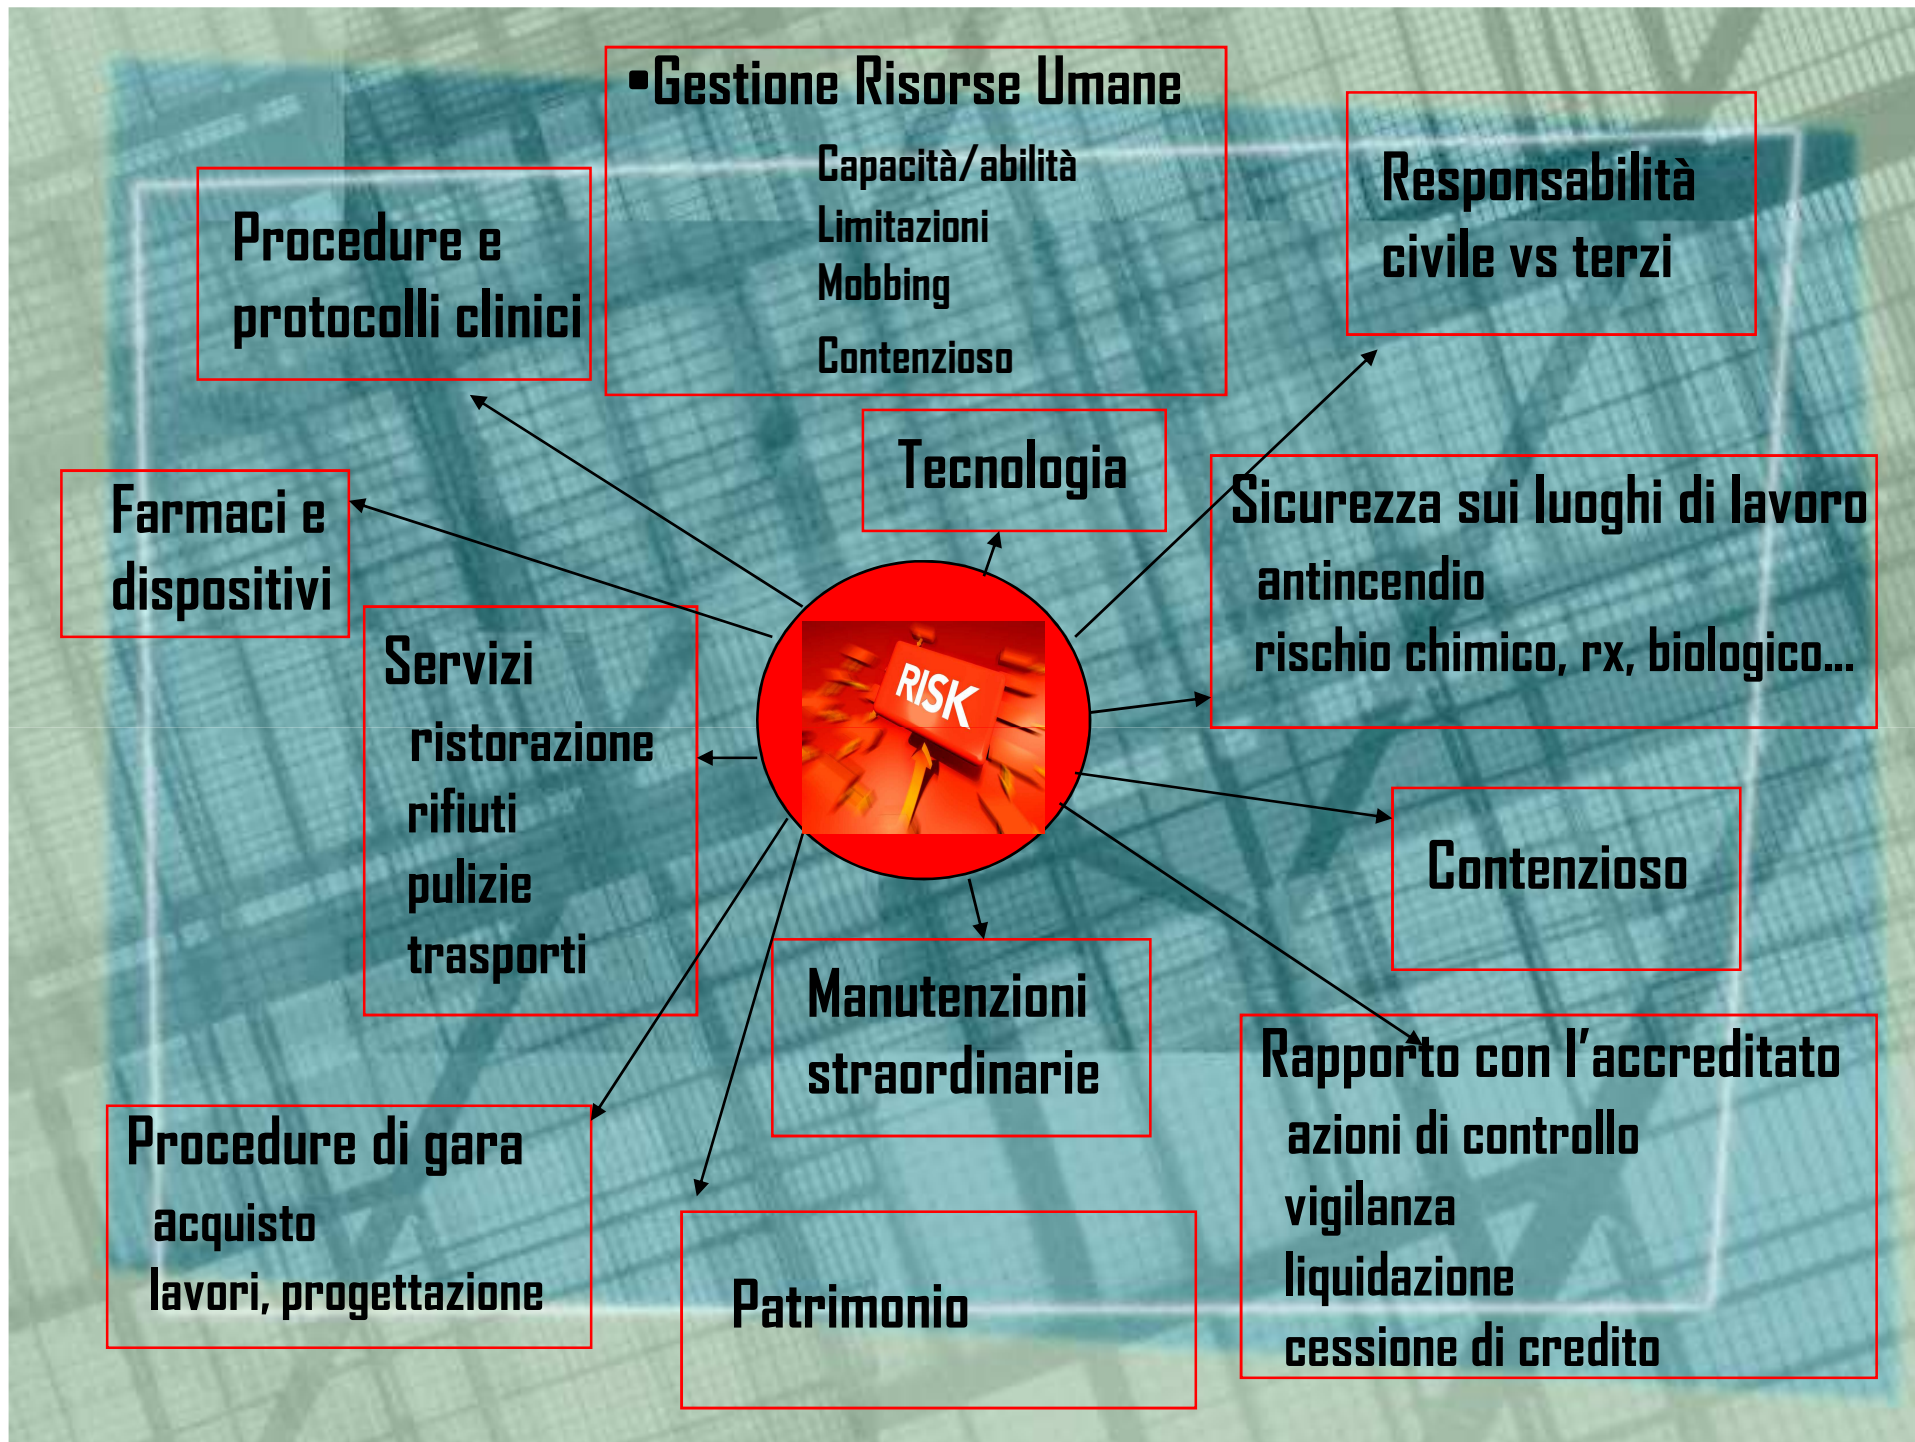 ▪Gestione Risorse Umane
Capacità/abilità
Limitazioni
Mobbing
Contenzioso
Responsabilità
civile vs terzi
Procedure e
protocolli clinici
Tecnologia
Farmaci e
dispositivi
Sicurezza sui luoghi di lavoro
antincendio
rischio chimico, rx, biologico...
Servizi
ristorazione
rifiuti
pulizie
trasporti
RISK
Contenzioso
Manutenzioni
straordinarie
Rapporto con l'accreditato
azioni di controllo
vigilanza
liquidazione
cessione di credito
Procedure di gara
acquisto
lavori, progettazione
Patrimonio